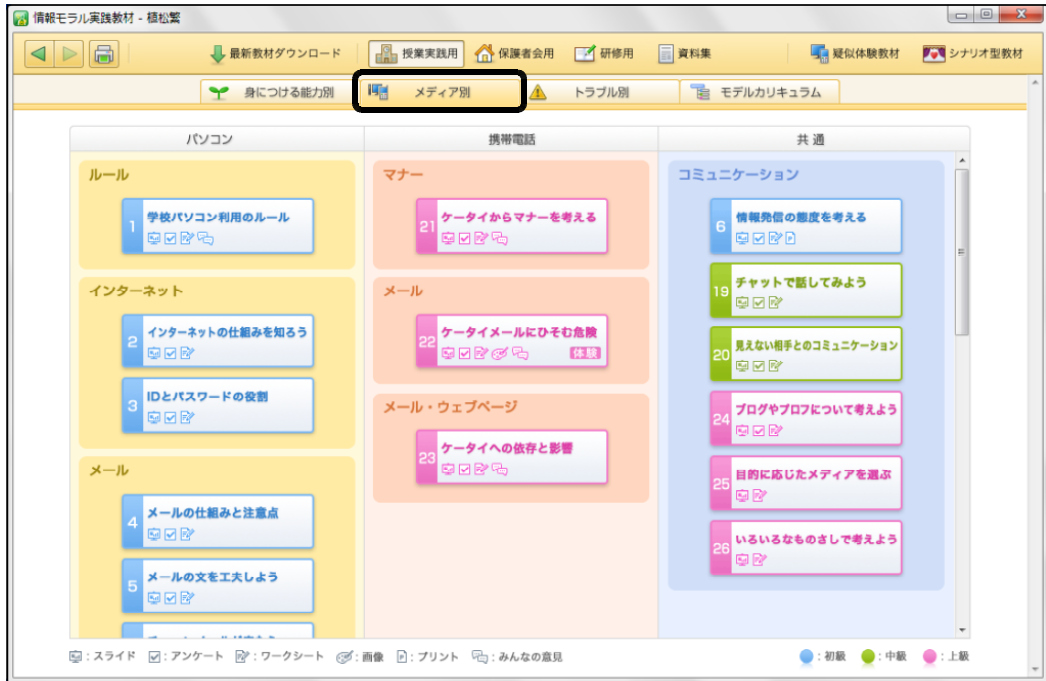 情報モラル実践教材 - 植松繁
最新教材ダウンロード 授業実践用 保護者会用 研修用 資料集 疑似体験教材 シナリオ型教材
身につける能力別 メディア別 トラブル別 モデルカリキュラム
パソコン
ルール
1 学校パソコン利用のルール
インターネット
2 インターネットの仕組みを知ろう
3 IDとパスワードの役割
メール
4 メールの仕組みと注意点
5 メールの文を工夫しよう
携帯電話
マナー
21 ケータイからマナーを考える
メール
22 ケータイメールにひそむ危険
体験
メール・ウェブページ
23 ケータイへの依存と影響
共通
コミュニケーション
6 情報発信の態度を考える
19 チャットで話してみよう
20 見えない相手とのコミュニケーション
24 ブログやプロフについて考えよう
25 目的に応じたメディアを選ぶ
26 いろいろなものさしで考えよう
:スライド :アンケート :ワークシート :画像 :プリント :みんなの意見 :初級 :中級 :上級